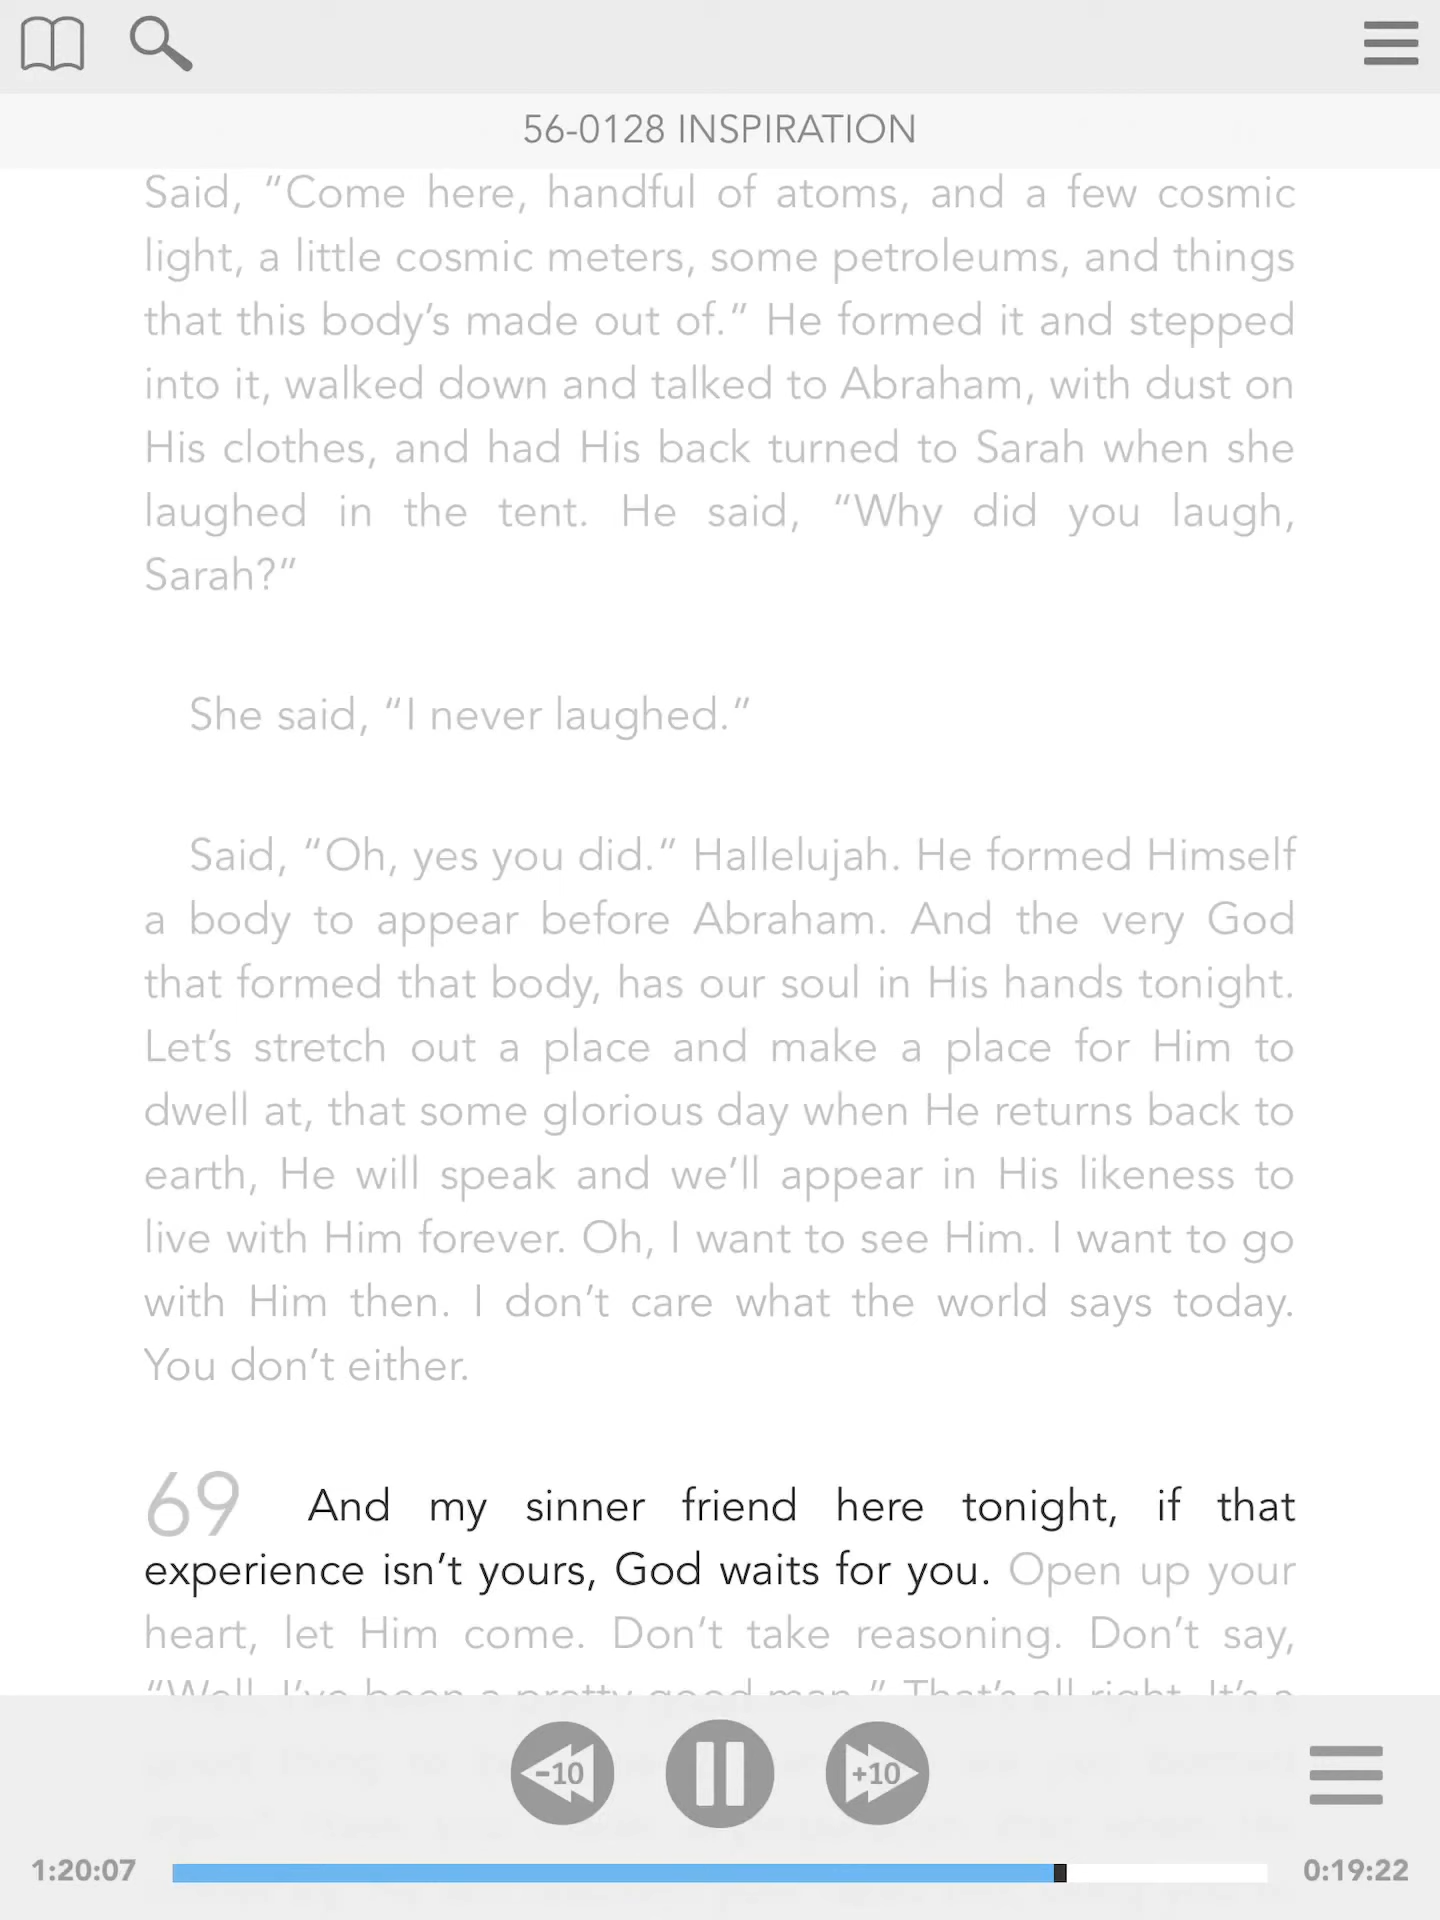 56-0128 INSPIRATION
Said, “Come here, handful of atoms, and a few cosmic
light, a little cosmic meters, some petroleums, and things
that this body’s made out of.” He formed it and stepped
into it, walked down and talked to Abraham, with dust on
His clothes, and had His back turned to Sarah when she
laughed in the tent. He said, “Why did you laugh,
Sarah?”
She said, “I never laughed.”
Said, “Oh, yes you did.” Hallelujah. He formed Himself
a body to appear before Abraham. And the very God
that formed that body, has our soul in His hands tonight.
Let’s stretch out a place and make a place for Him to
dwell at, that some glorious day when He returns back to
earth, He will speak and we’ll appear in His likeness to
live with Him forever. Oh, I want to see Him. I want to go
with Him then. I don’t care what the world says today.
You don’t either.
69 And my sinner friend here tonight, if that
experience isn’t yours, God waits for you. Open up your
heart, let Him come. Don’t take reasoning. Don’t say,
“Well, I’ve been a pretty good man.” That’s all right. It’s a
-10 +10
1:20:07 0:19:22